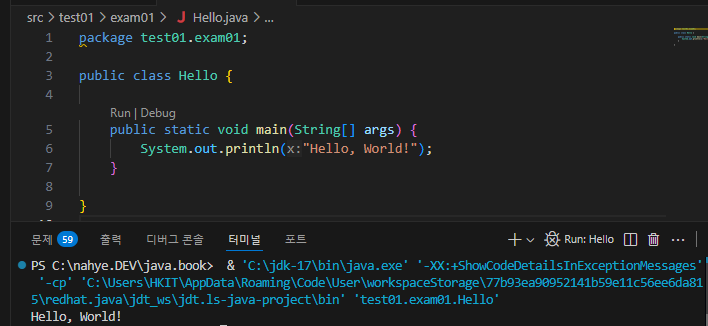 src > test01 > exam01 > J Hello.java > ...
1 package test01.exam01;
2
3 public class Hello {
4
Run | Debug
5 public static void main(String[] args) {
6 System.out.println(x:"Hello, World!");
7 }
8
9 }
문제 59 출력 디버그 콘솔 터미널 포트 Run: Hello
PS C:\nahye.DEV\java.book> & 'C:\jdk-17\bin\java.exe' '-XX:+ShowCodeDetailsInExceptionMessages'
'-cp' 'C:\Users\HKIT\AppData\Roaming\Code\User\workspaceStorage\77b93ea90952141b59e11c56ee6da81
5\redhat.java\jdt_ws\jdt.ls-java-project\bin' 'test01.exam01.Hello'
Hello, World!